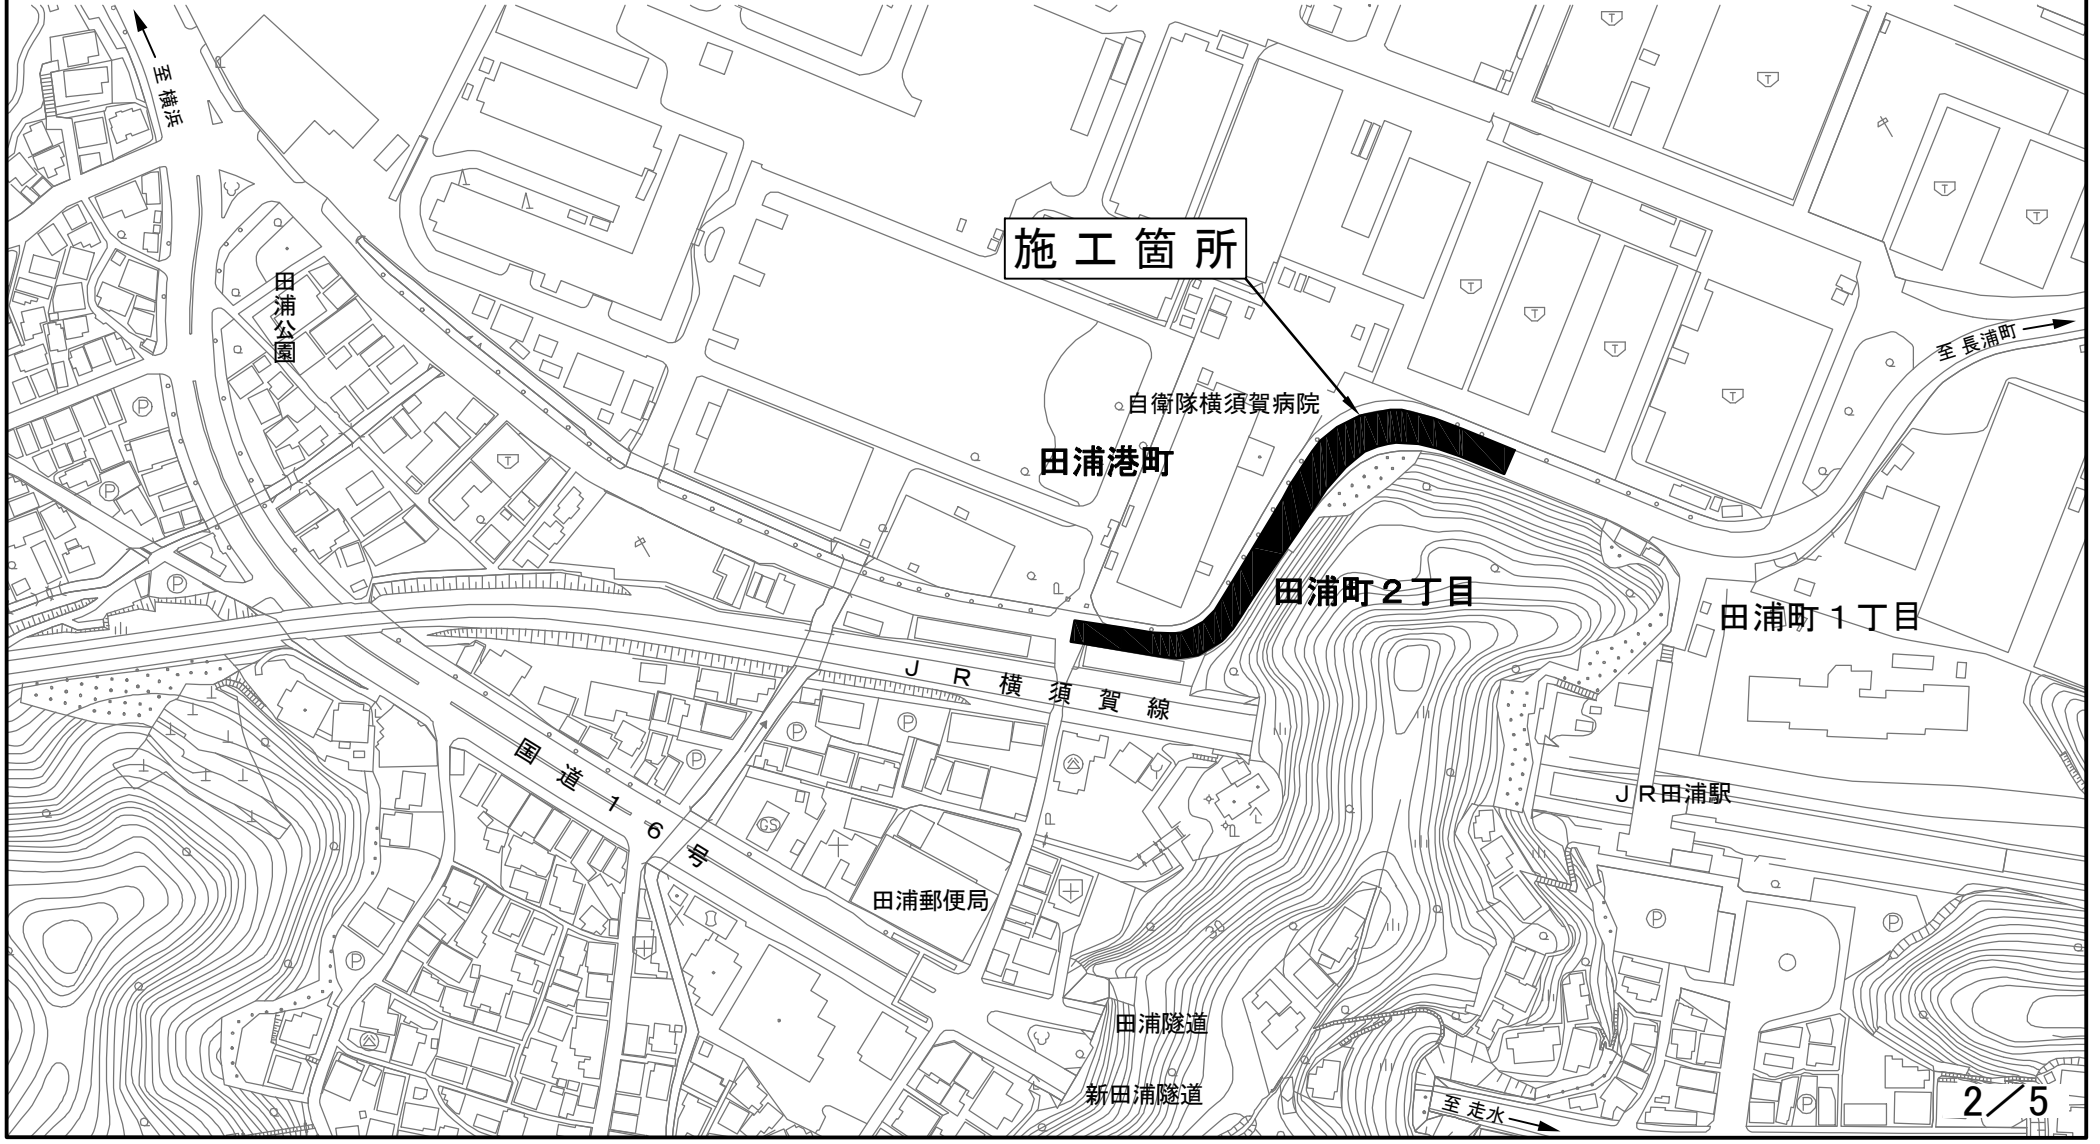 至 横浜
施工箇所
田浦公園
至 長浦町
自衛隊横須賀病院
田浦港町
田浦町２丁目
田浦町１丁目
ＪＲ横須賀線
国道16号
ＪＲ田浦駅
GS
田浦郵便局
田浦隧道
新田浦隧道
至 走水
2／5